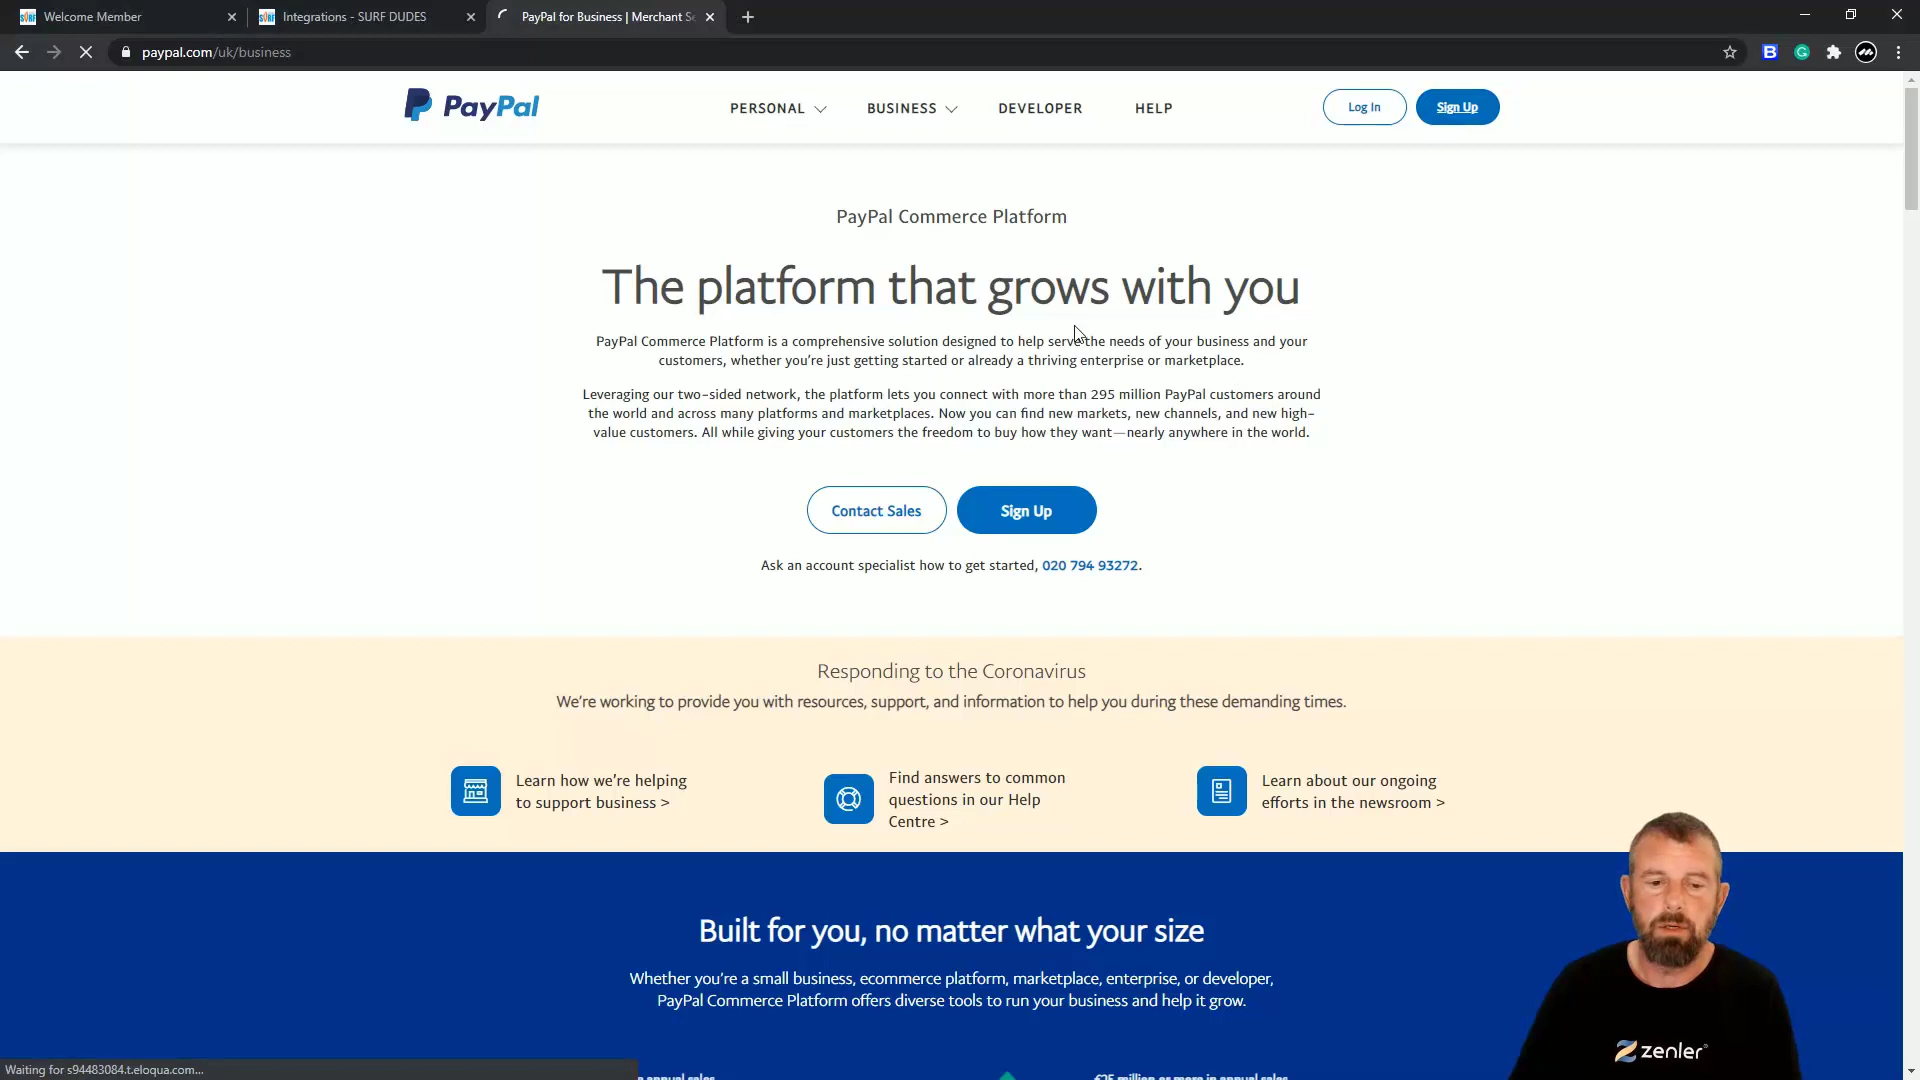 Welcome Member
Integrations - SURF DUDES
PayPal for Business | Merchant Se
paypal.com/uk/business
PayPal
PERSONAL
BUSINESS
DEVELOPER
HELP
Log In
Sign Up
PayPal Commerce Platform
The platform that grows with you
PayPal Commerce Platform is a comprehensive solution designed to help serve the needs of your business and your
customers, whether you're just getting started or already a thriving enterprise or marketplace.
Leveraging our two-sided network, the platform lets you connect with more than 295 million PayPal customers around
the world and across many platforms and marketplaces. Now you can find new markets, new channels, and new high-
value customers. All while giving your customers the freedom to buy how they want—nearly anywhere in the world.
Contact Sales
Sign Up
Ask an account specialist how to get started, 020 794 93272.
Responding to the Coronavirus
We're working to provide you with resources, support, and information to help you during these demanding times.
Learn how we're helping
to support business >
Find answers to common
questions in our Help
Centre >
Learn about our ongoing
efforts in the newsroom >
Built for you, no matter what your size
Whether you're a small business, ecommerce platform, marketplace, enterprise, or developer,
PayPal Commerce Platform offers diverse tools to run your business and help it grow.
zenler
Waiting for s94483084.t.eloqua.com...
annual sales
million or more in annual sales